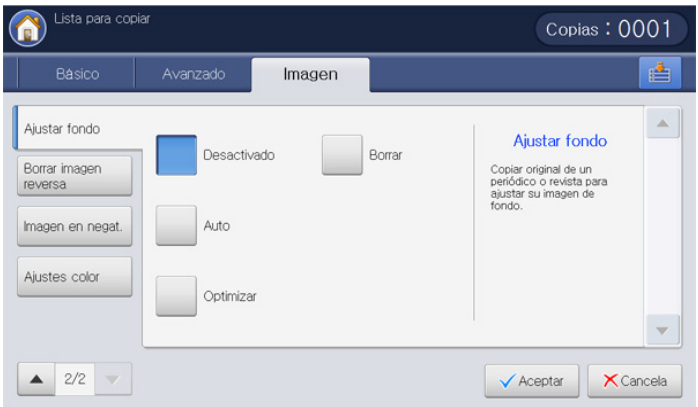 Lista para copiar
Copias : 0001
Básico
Avanzado
Imagen
Ajustar fondo
Borrar imagen
reversa
Imagen en negat.
Ajustes color
2/2
Desactivado
Borrar
Auto
Optimizar
Ajustar fondo
Copiar original de un
periódico o revista para
ajustar su imagen de
fondo.
Aceptar
Cancela